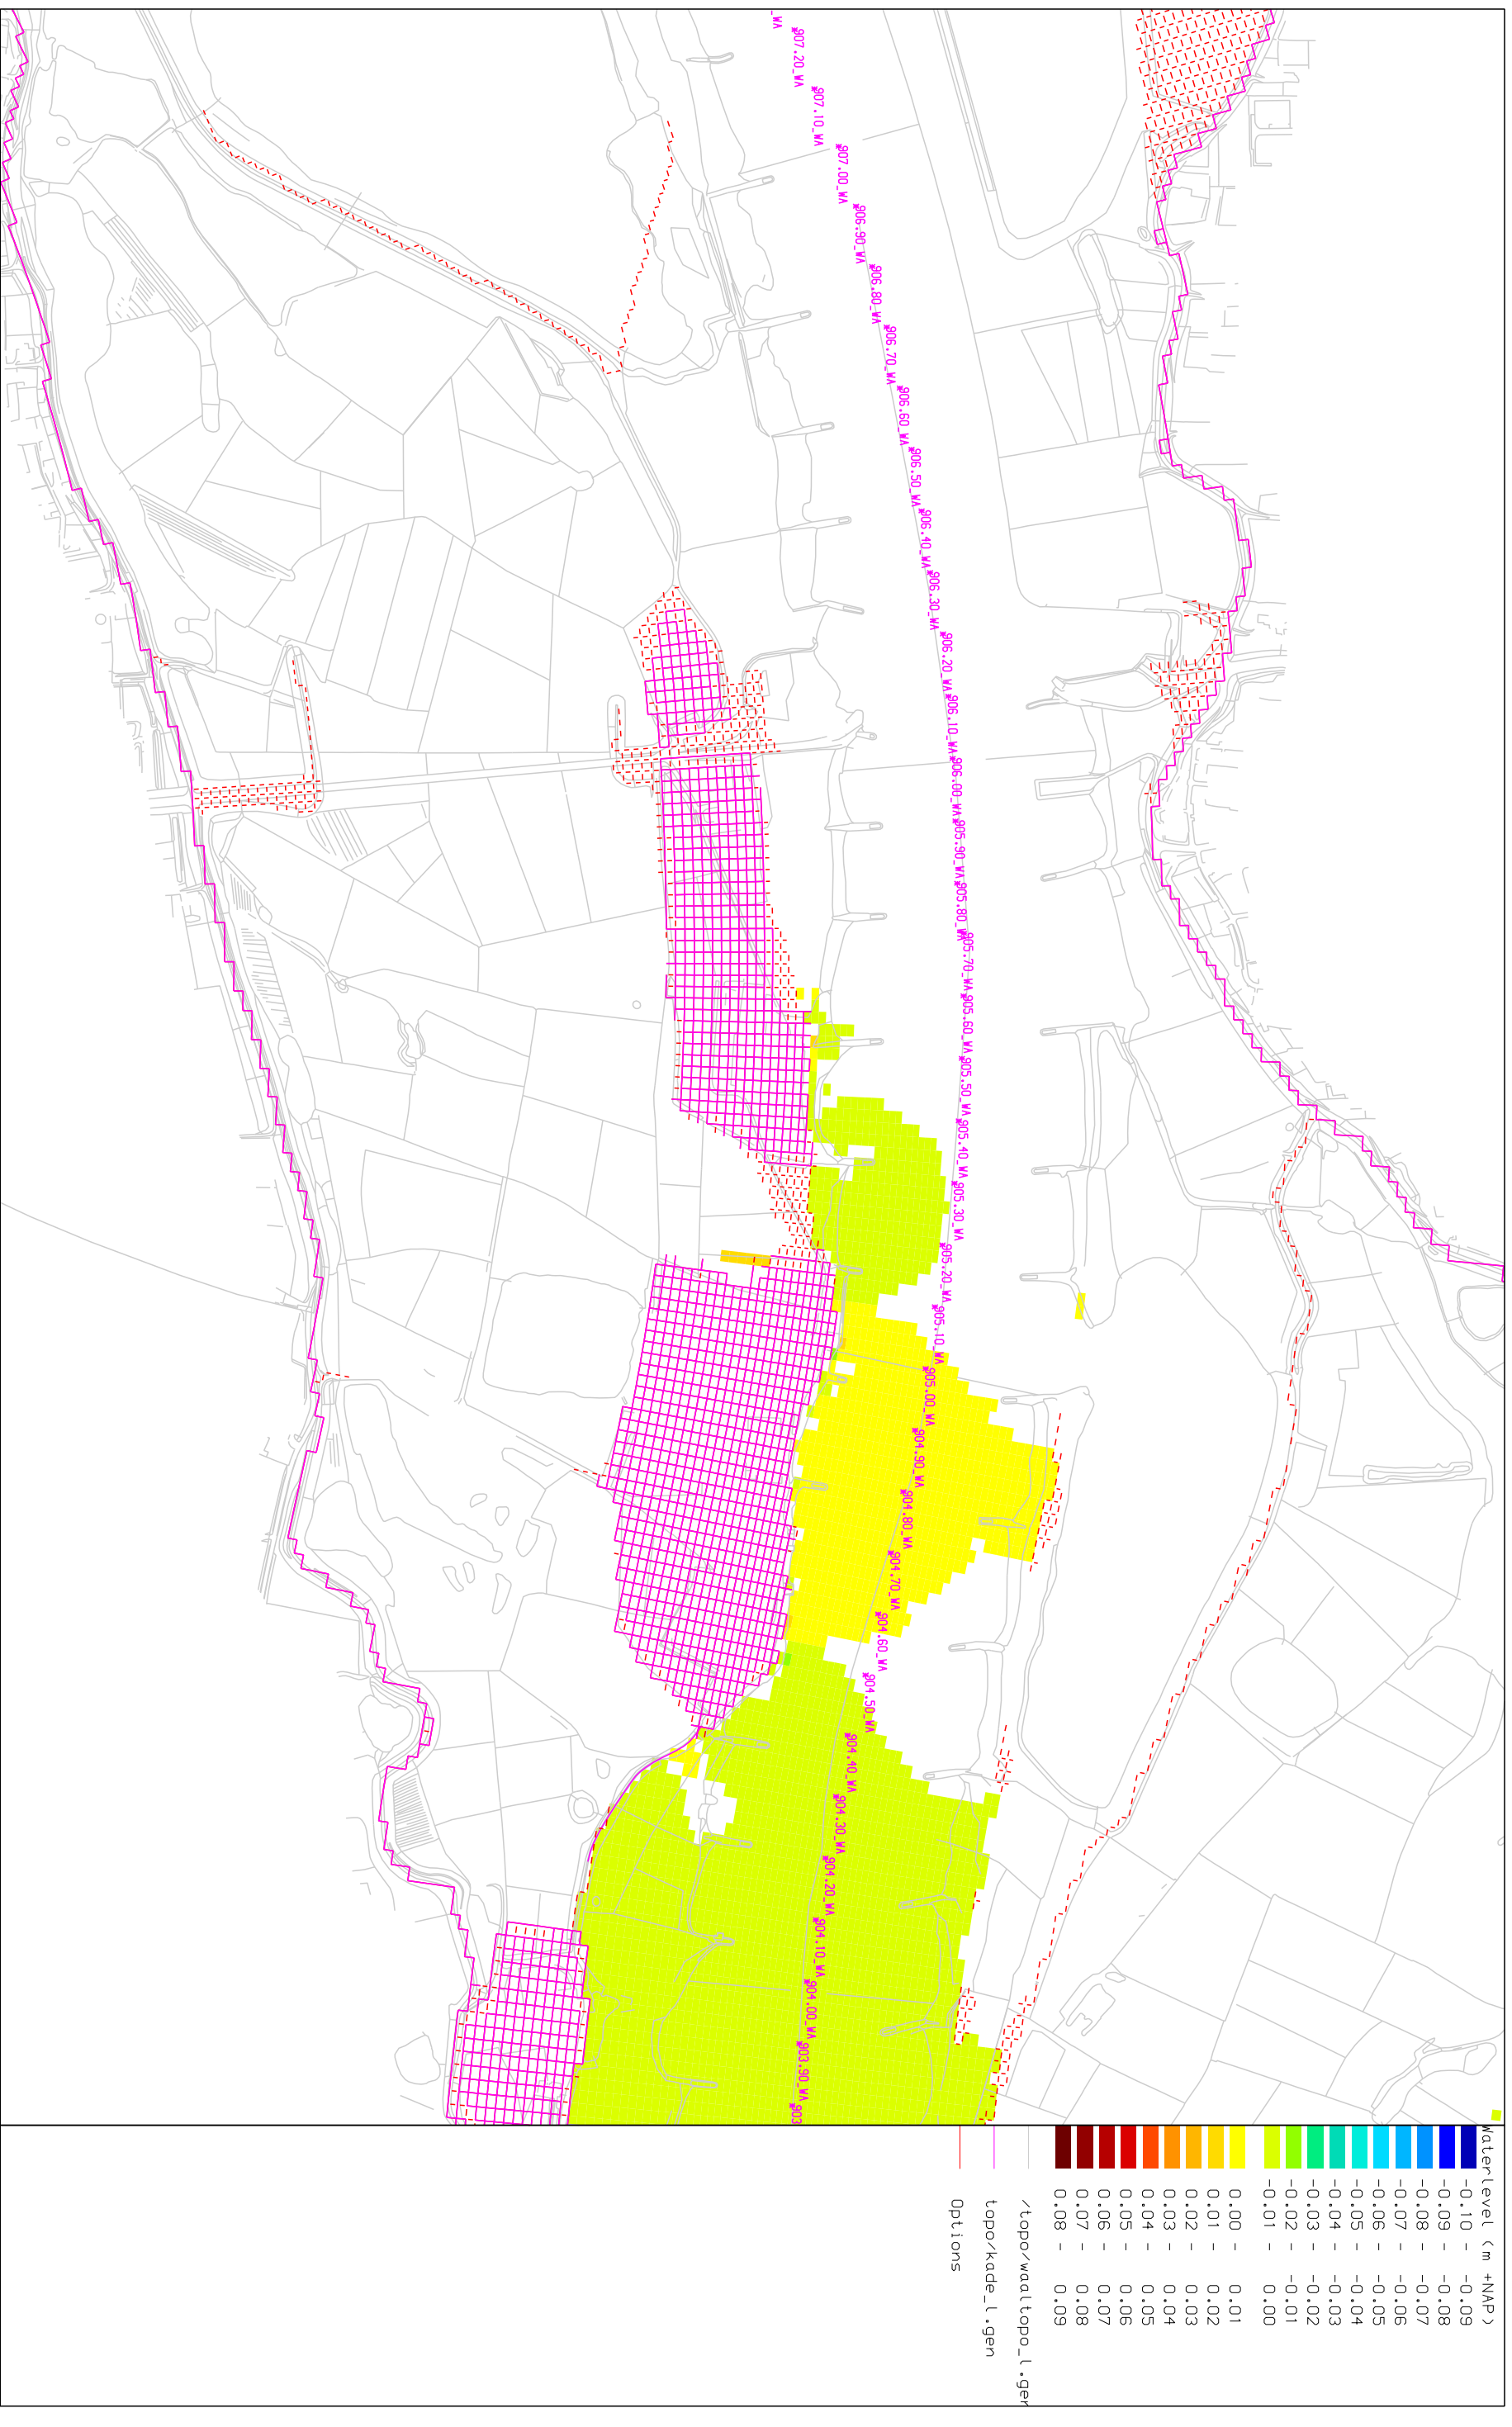 _WA
907.20_WA
907.10_WA
907.00_WA
906.90_WA
906.80_WA
906.70_WA
906.60_WA
906.50_WA
906.40_WA
906.30_WA
906.20_WA
906.10_WA
906.00_WA
905.90_WA
905.80_WA
905.70_WA
905.60_WA
905.50_WA
905.40_WA
905.30_WA
905.20_WA
905.10_WA
905.00_WA
904.90_WA
904.80_WA
904.70_WA
904.60_WA
904.50_WA
904.40_WA
904.30_WA
904.20_WA
904.10_WA
904.00_WA
903.90_WA
903
Waterlevel (m +NAP)
-0.10 - -0.09
-0.09 - -0.08
-0.08 - -0.07
-0.07 - -0.06
-0.06 - -0.05
-0.05 - -0.04
-0.04 - -0.03
-0.03 - -0.02
-0.02 - -0.01
-0.01 - 0.00
0.00 - 0.01
0.01 - 0.02
0.02 - 0.03
0.03 - 0.04
0.04 - 0.05
0.05 - 0.06
0.06 - 0.07
0.07 - 0.08
0.08 - 0.09
/topo/waaltopo_l.gen
topo/kade_l.gen
Options